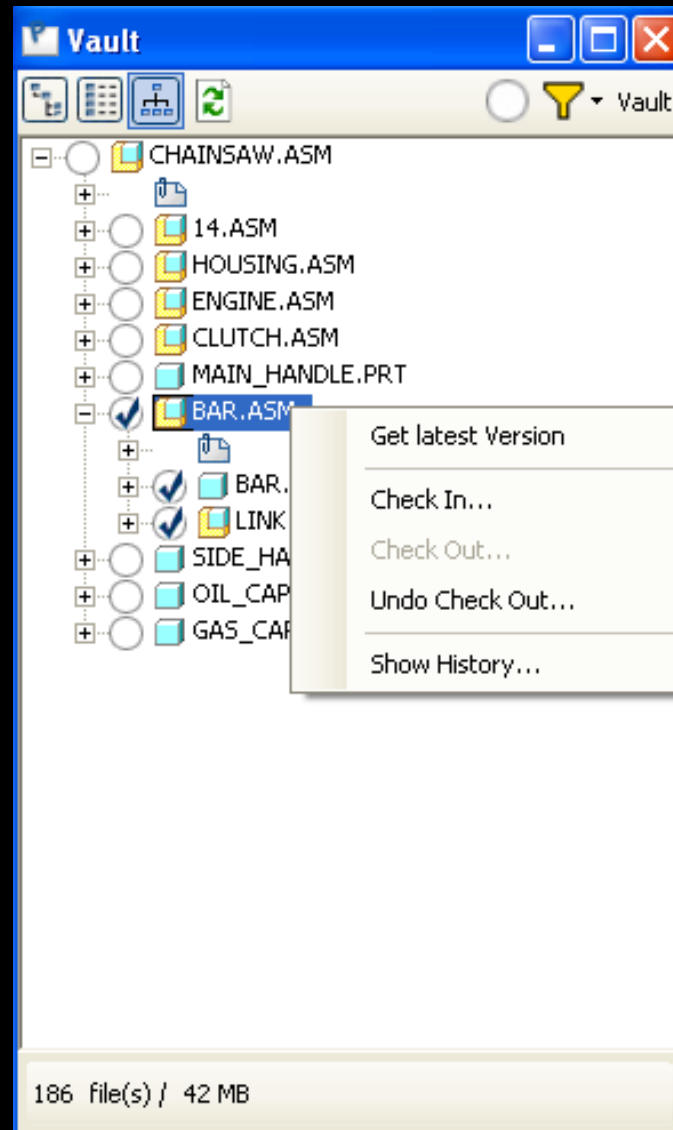 Vault
Vault
CHAINSAW.ASM
14.ASM
HOUSING.ASM
ENGINE.ASM
CLUTCH.ASM
MAIN_HANDLE.PRT
BAR.ASM
Get latest Version
BAR.
Check In...
LINK
Check Out...
SIDE_HA
OIL_CAP
Undo Check Out...
GAS_CAP
Show History...
186 file(s) / 42 MB